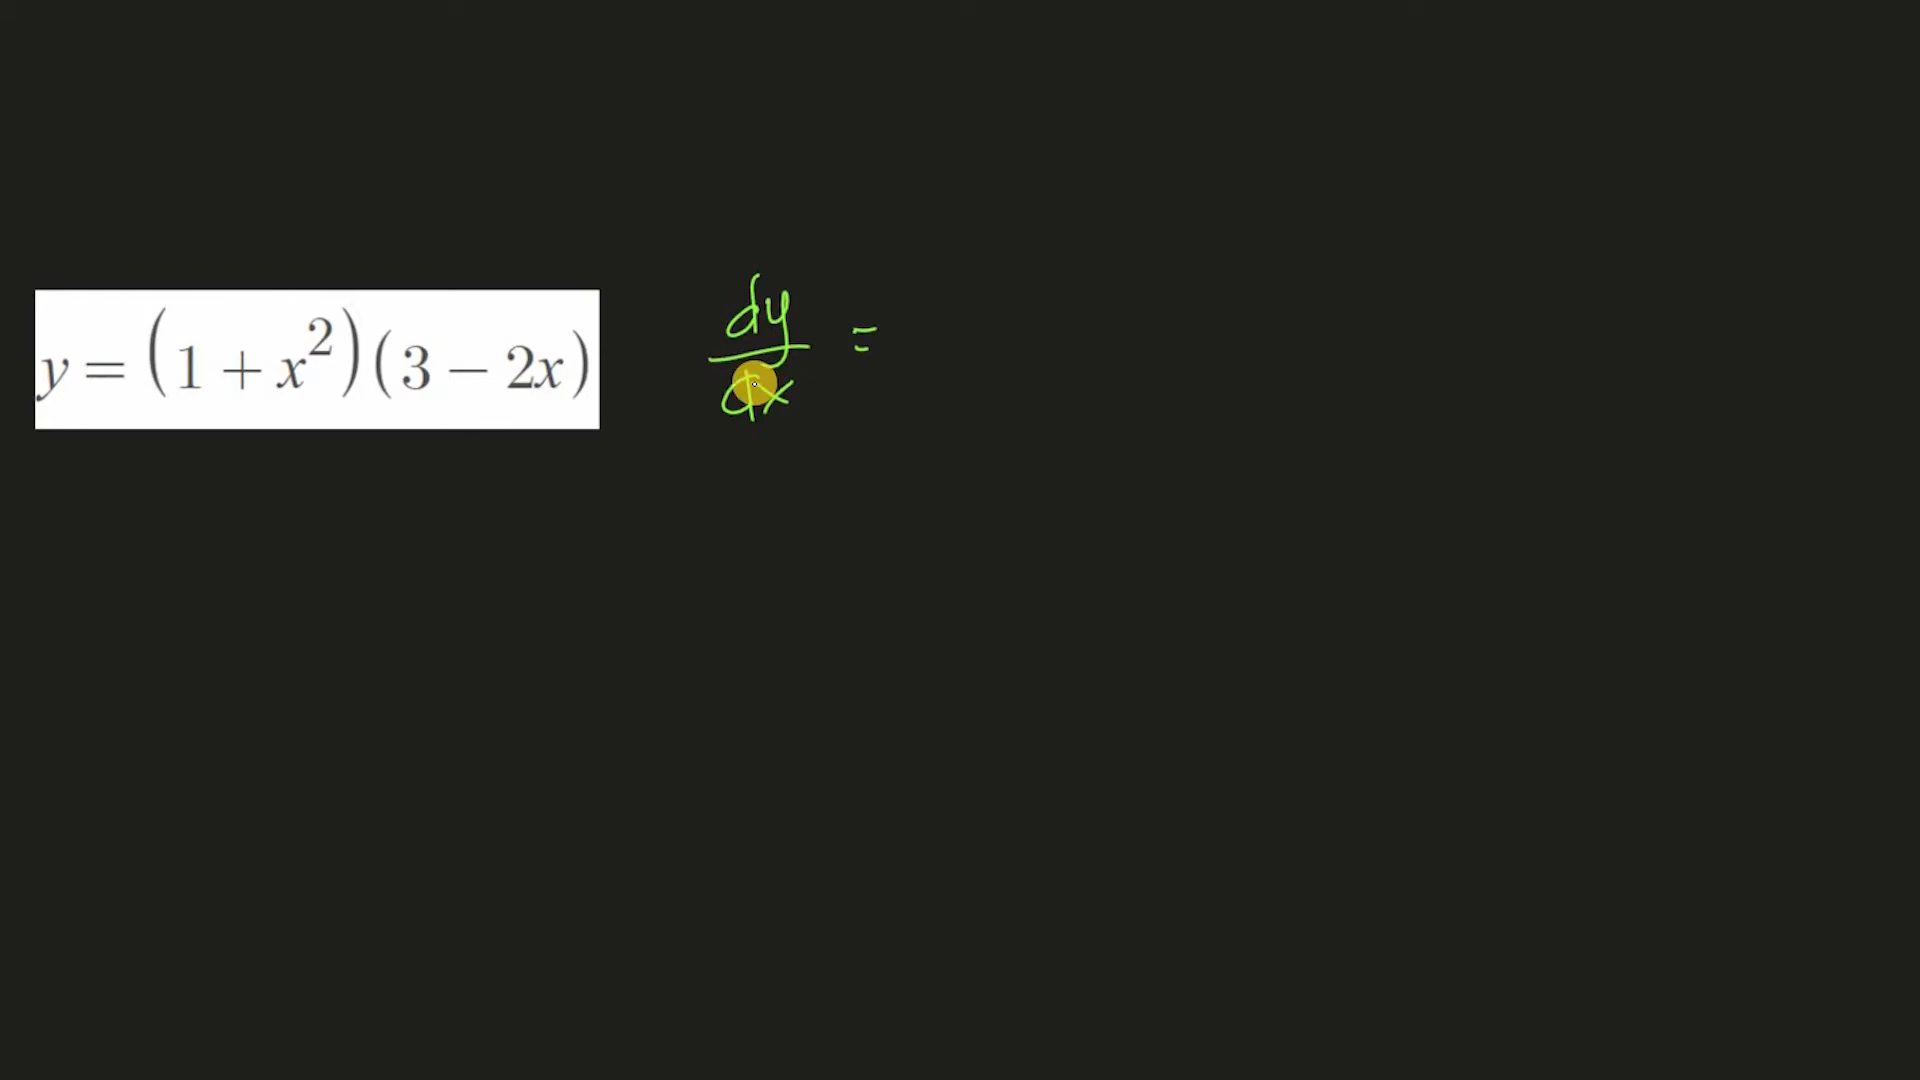 y = (1 + x²)(3 − 2x)
dy/dx =